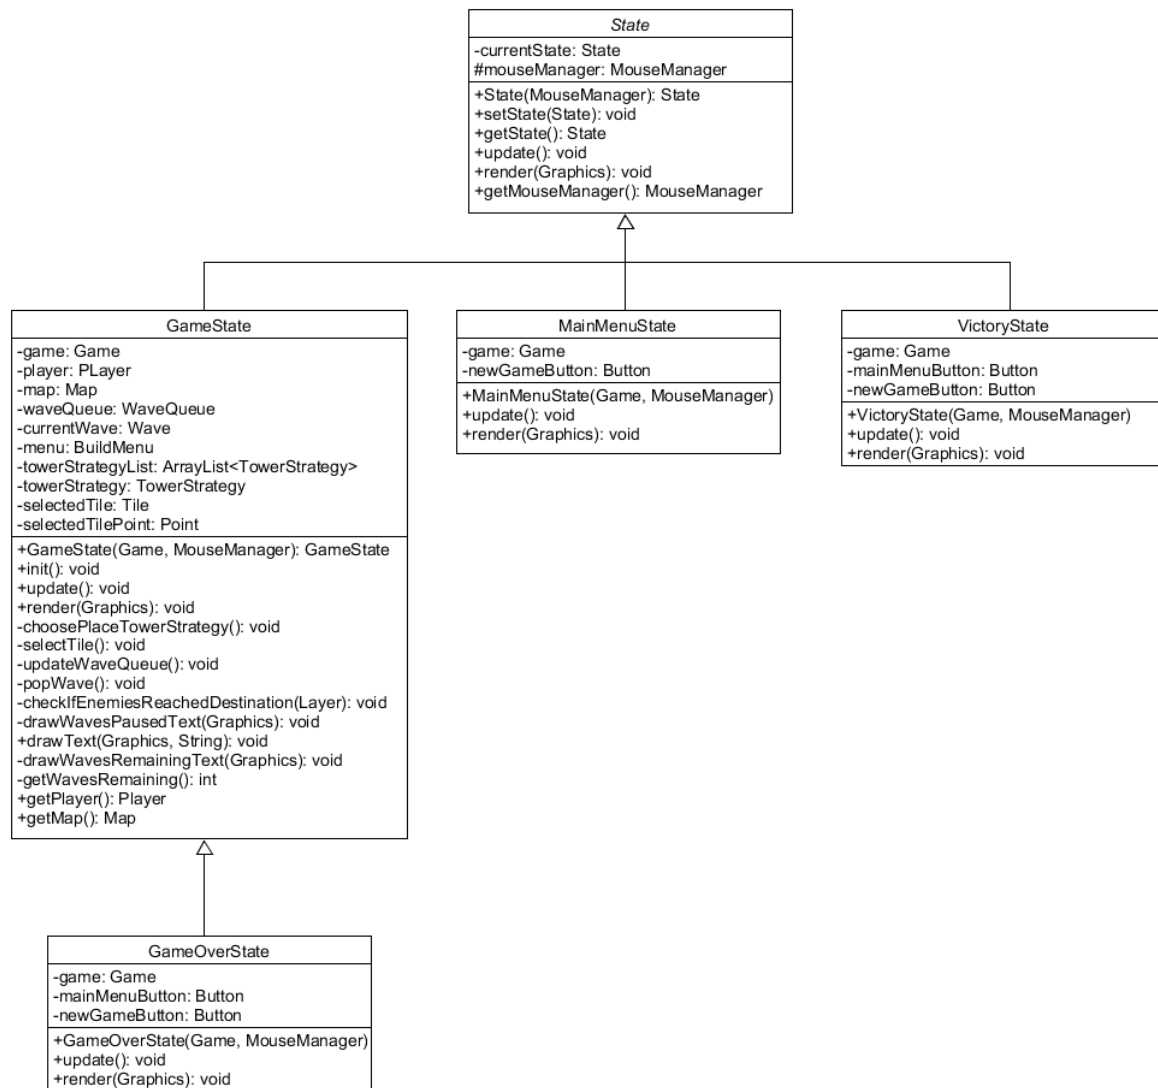 State
-currentState: State
#mouseManager: MouseManager
+State(MouseManager): State
+setState(State): void
+getState(): State
+update(): void
+render(Graphics): void
+getMouseManager(): MouseManager
GameState
-game: Game
-player: PLayer
-map: Map
-waveQueue: WaveQueue
-currentWave: Wave
-menu: BuildMenu
-towerStrategyList: ArrayList<TowerStrategy>
-towerStrategy: TowerStrategy
-selectedTile: Tile
-selectedTilePoint: Point
+GameState(Game, MouseManager): GameState
+init(): void
+update(): void
+render(Graphics): void
-choosePlaceTowerStrategy(): void
-selectTile(): void
-updateWaveQueue(): void
-popWave(): void
-checkIfEnemiesReachedDestination(Layer): void
-drawWavesPausedText(Graphics): void
+drawText(Graphics, String): void
-drawWavesRemainingText(Graphics): void
-getWavesRemaining(): int
+getPlayer(): Player
+getMap(): Map
MainMenuState
-game: Game
-newGameButton: Button
+MainMenuState(Game, MouseManager)
+update(): void
+render(Graphics): void
VictoryState
-game: Game
-mainMenuButton: Button
-newGameButton: Button
+VictoryState(Game, MouseManager)
+update(): void
+render(Graphics): void
GameOverState
-game: Game
-mainMenuButton: Button
-newGameButton: Button
+GameOverState(Game, MouseManager)
+update(): void
+render(Graphics): void